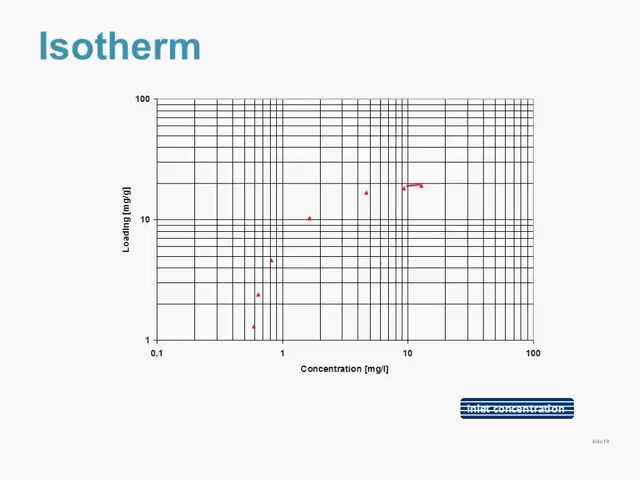 Isotherm
100
10
1
Loading [mg/g]
0.1
1
10
100
Concentration [mg/l]
Inlet concentration